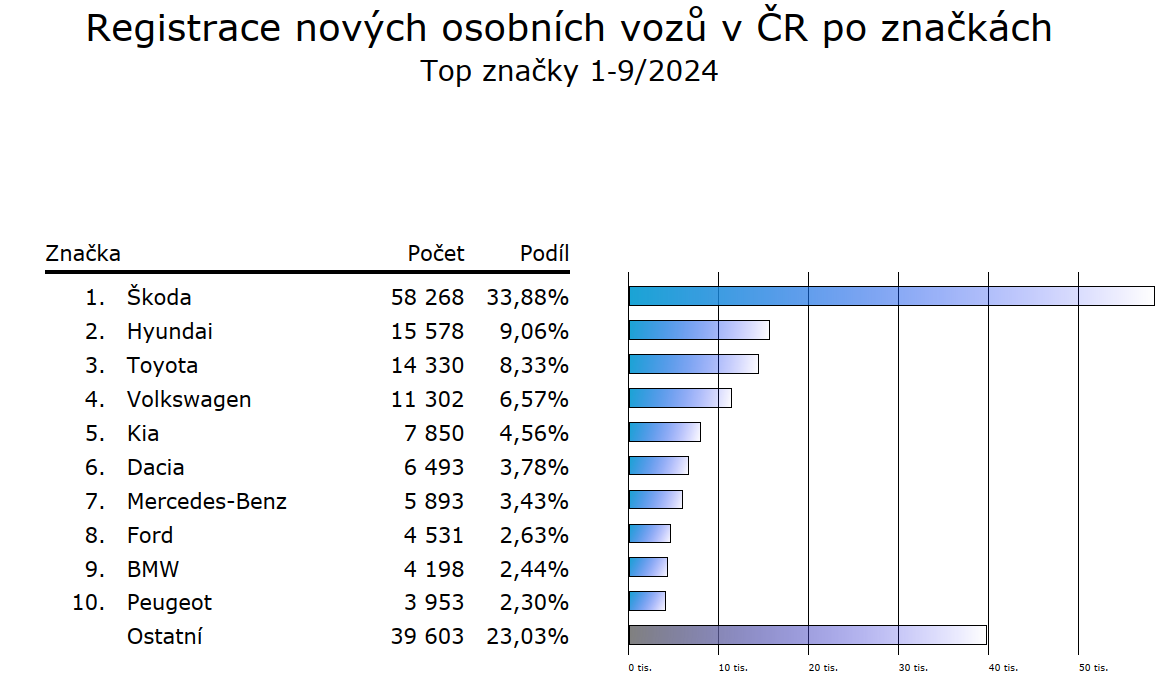 Registrace nových osobních vozů v ČR po značkách
Top značky 1-9/2024
Značka Počet Podíl
1. Škoda 58 268 33,88%
2. Hyundai 15 578 9,06%
3. Toyota 14 330 8,33%
4. Volkswagen 11 302 6,57%
5. Kia 7 850 4,56%
6. Dacia 6 493 3,78%
7. Mercedes-Benz 5 893 3,43%
8. Ford 4 531 2,63%
9. BMW 4 198 2,44%
10. Peugeot 3 953 2,30%
Ostatní 39 603 23,03%
0 tis. 10 tis. 20 tis. 30 tis. 40 tis. 50 tis.